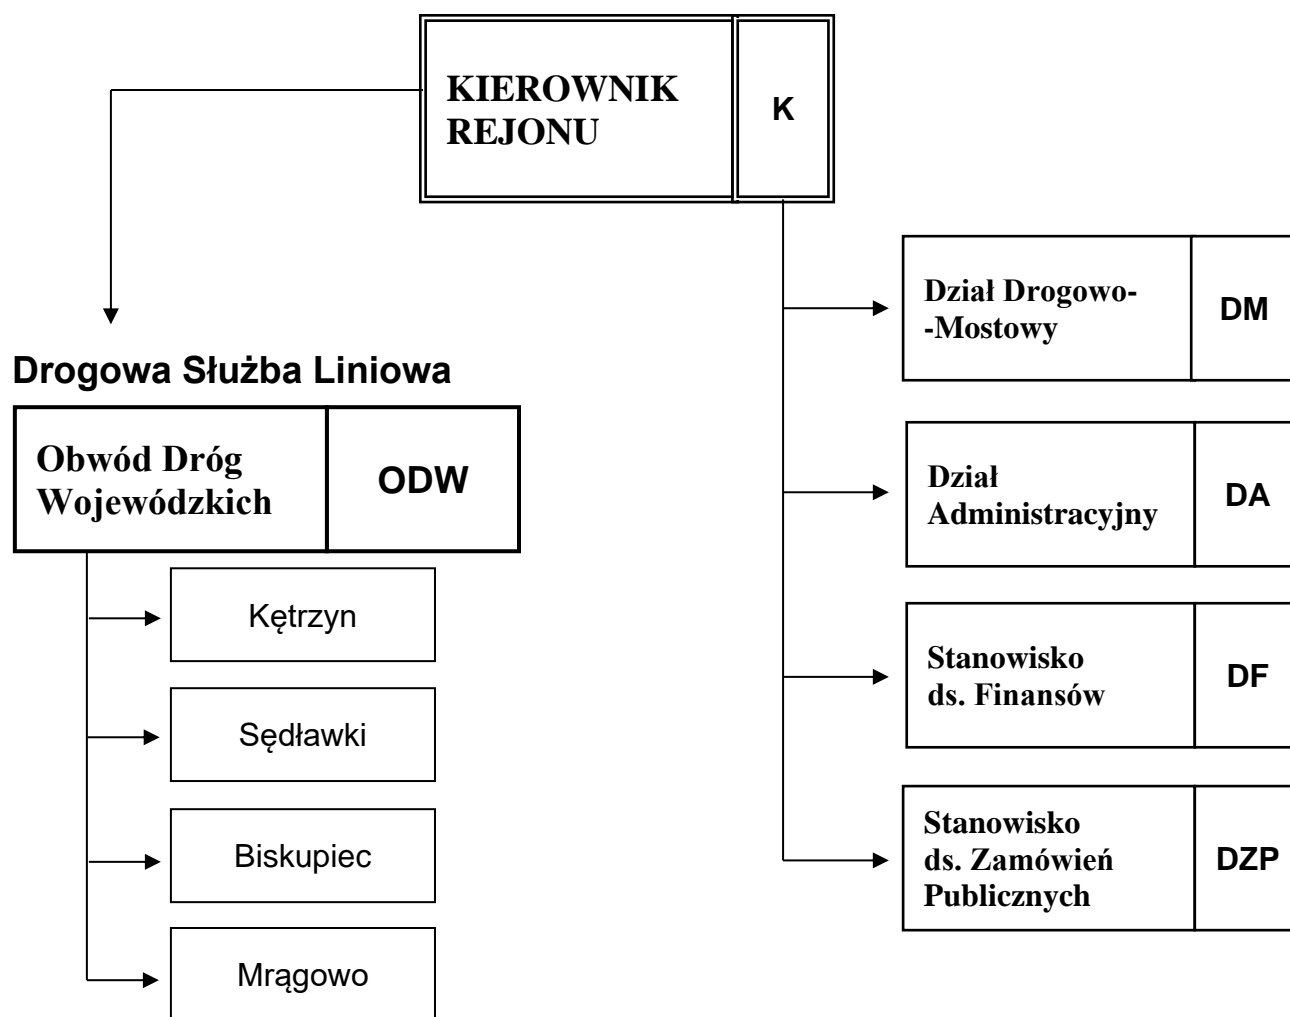 KIEROWNIK
REJONU
K
Dział Drogowo-
-Mostowy
DM
Drogowa Służba Liniowa
Obwód Dróg
Wojewódzkich
ODW
Dział
Administracyjny
DA
Kętrzyn
Stanowisko
ds. Finansów
DF
Sędławki
Biskupiec
Stanowisko
ds. Zamówień
Publicznych
DZP
Mrągowo